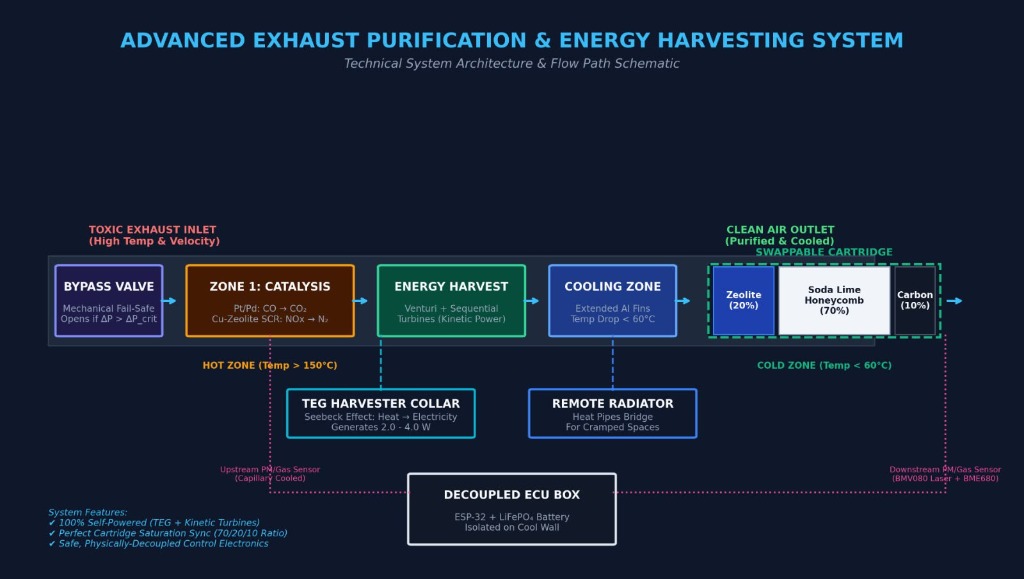 ADVANCED EXHAUST PURIFICATION & ENERGY HARVESTING SYSTEM
Technical System Architecture & Flow Path Schematic
TOXIC EXHAUST INLET
(High Temp & Velocity)
CLEAN AIR OUTLET
(Purified & Cooled)
SWAPPABLE CARTRIDGE
BYPASS VALVE
Mechanical Fail-Safe
Opens if ΔP > ΔP_crit
ZONE 1: CATALYSIS
Pt/Pd: CO → CO₂
Cu-Zeolite SCR: NOx → N₂
ENERGY HARVEST
Venturi + Sequential
Turbines (Kinetic Power)
COOLING ZONE
Extended Al Fins
Temp Drop < 60°C
Zeolite
(20%)
Soda Lime
Honeycomb
(70%)
Carbon
(10%)
HOT ZONE (Temp > 150°C)
COLD ZONE (Temp < 60°C)
TEG HARVESTER COLLAR
Seebeck Effect: Heat → Electricity
Generates 2.0 - 4.0 W
REMOTE RADIATOR
Heat Pipes Bridge
For Cramped Spaces
Upstream PM/Gas Sensor
(Capillary Cooled)
Downstream PM/Gas Sensor
(BMV080 Laser + BME680)
DECOUPLED ECU BOX
ESP-32 + LiFePO₄ Battery
Isolated on Cool Wall
System Features:
✔ 100% Self-Powered (TEG + Kinetic Turbines)
✔ Perfect Cartridge Saturation Sync (70/20/10 Ratio)
✔ Safe, Physically-Decoupled Control Electronics